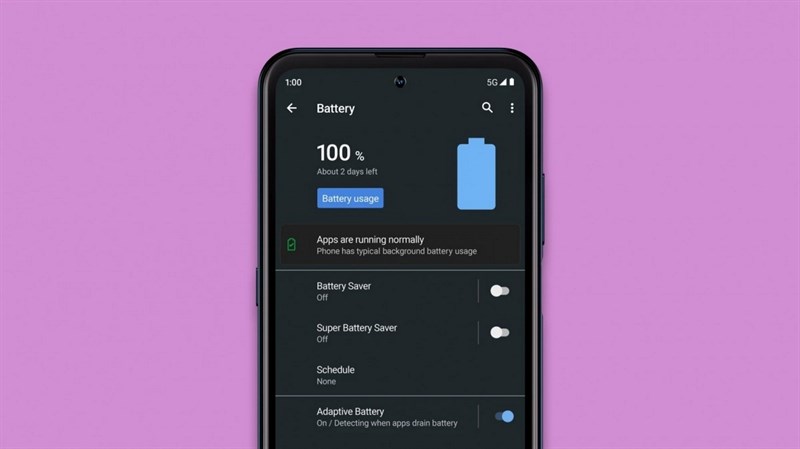 1:00
5G
Battery
100 %
About 2 days left
Battery usage
Apps are running normally
Phone has typical background battery usage
Battery Saver
Off
Super Battery Saver
Off
Schedule
None
Adaptive Battery
On / Detecting when apps drain battery